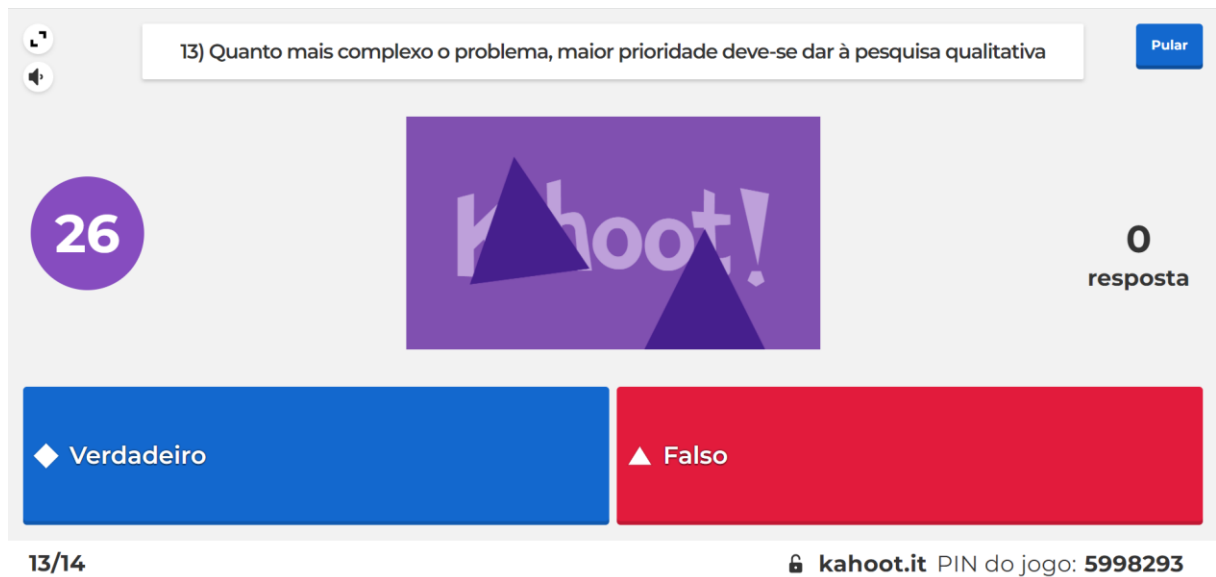 13) Quanto mais complexo o problema, maior prioridade deve-se dar à pesquisa qualitativa
Pular
Kahoot!
26
0
resposta
Verdadeiro
Falso
13/14
kahoot.it PIN do jogo: 5998293